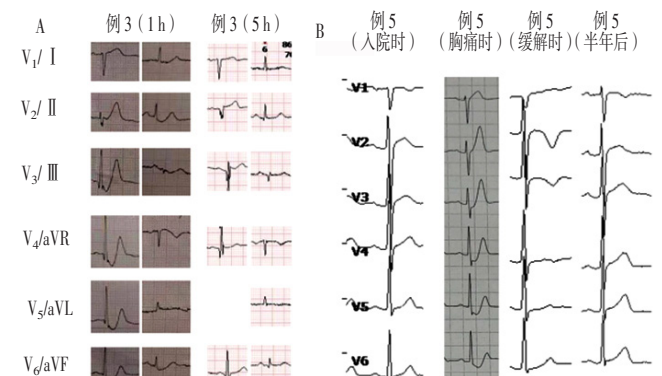 A
例 3 (1 h)
例 3 (5 h)
B
例 5
(入院时)
例 5
(胸痛时)
例 5
(缓解时)
例 5
(半年后)
V1/ Ⅰ
V2/ Ⅱ
V3/ Ⅲ
V4/aVR
V5/aVL
V6/aVF
6
86
V1
V2
V3
V4
V5
V6